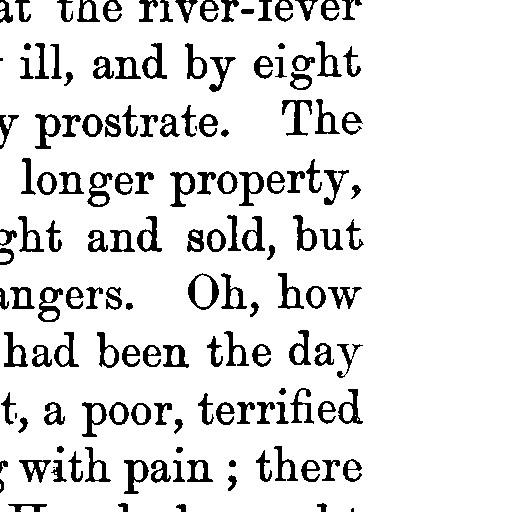 at the river-fever
ill, and by eight
y prostrate. The
longer property,
ght and sold, but
angers. Oh, how
had been the day
t, a poor, terrified
g with pain ; there